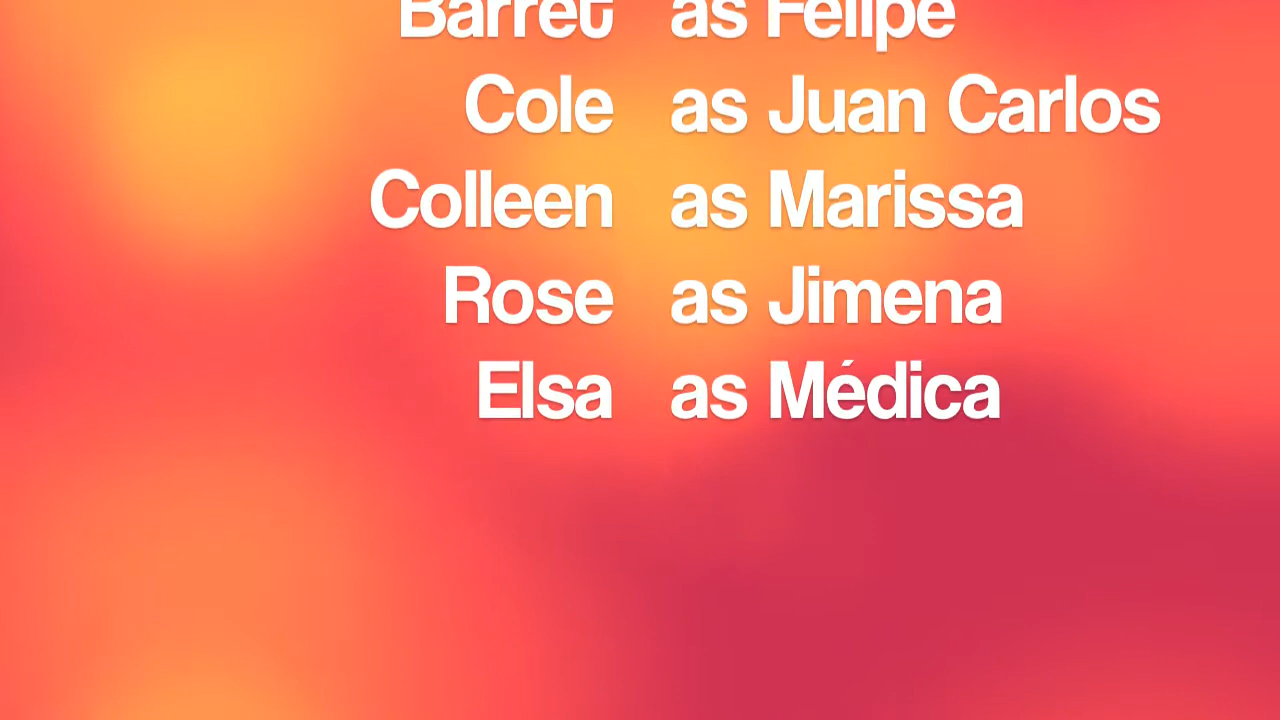 Barret as Felipe
Cole as Juan Carlos
Colleen as Marissa
Rose as Jimena
Elsa as Médica